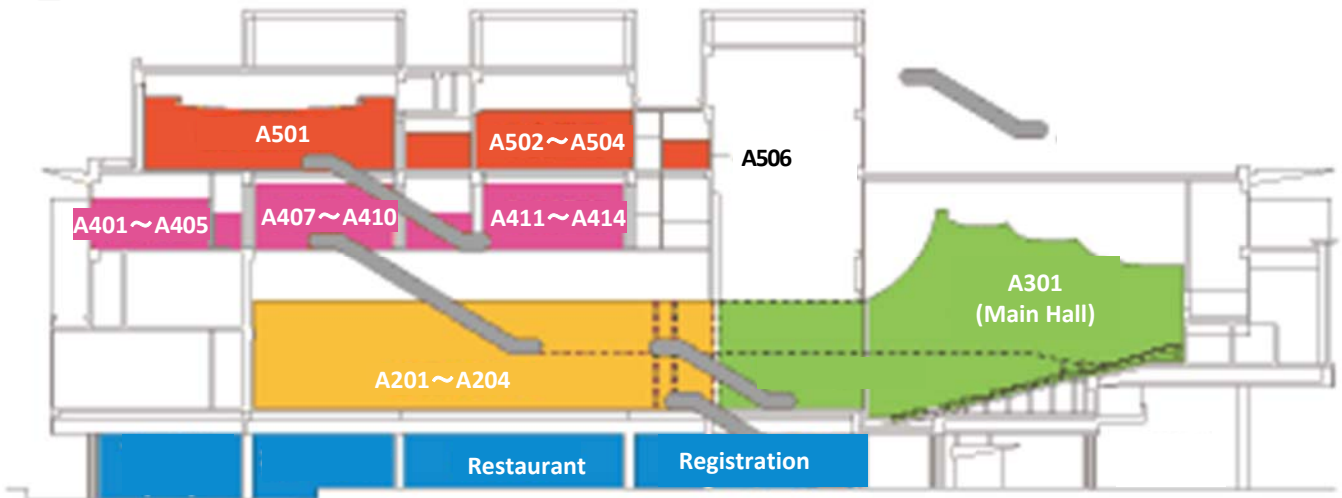 A501
A502～A504
A506
A401～A405
A407～A410
A411～A414
A301
(Main Hall)
A201～A204
Restaurant
Registration